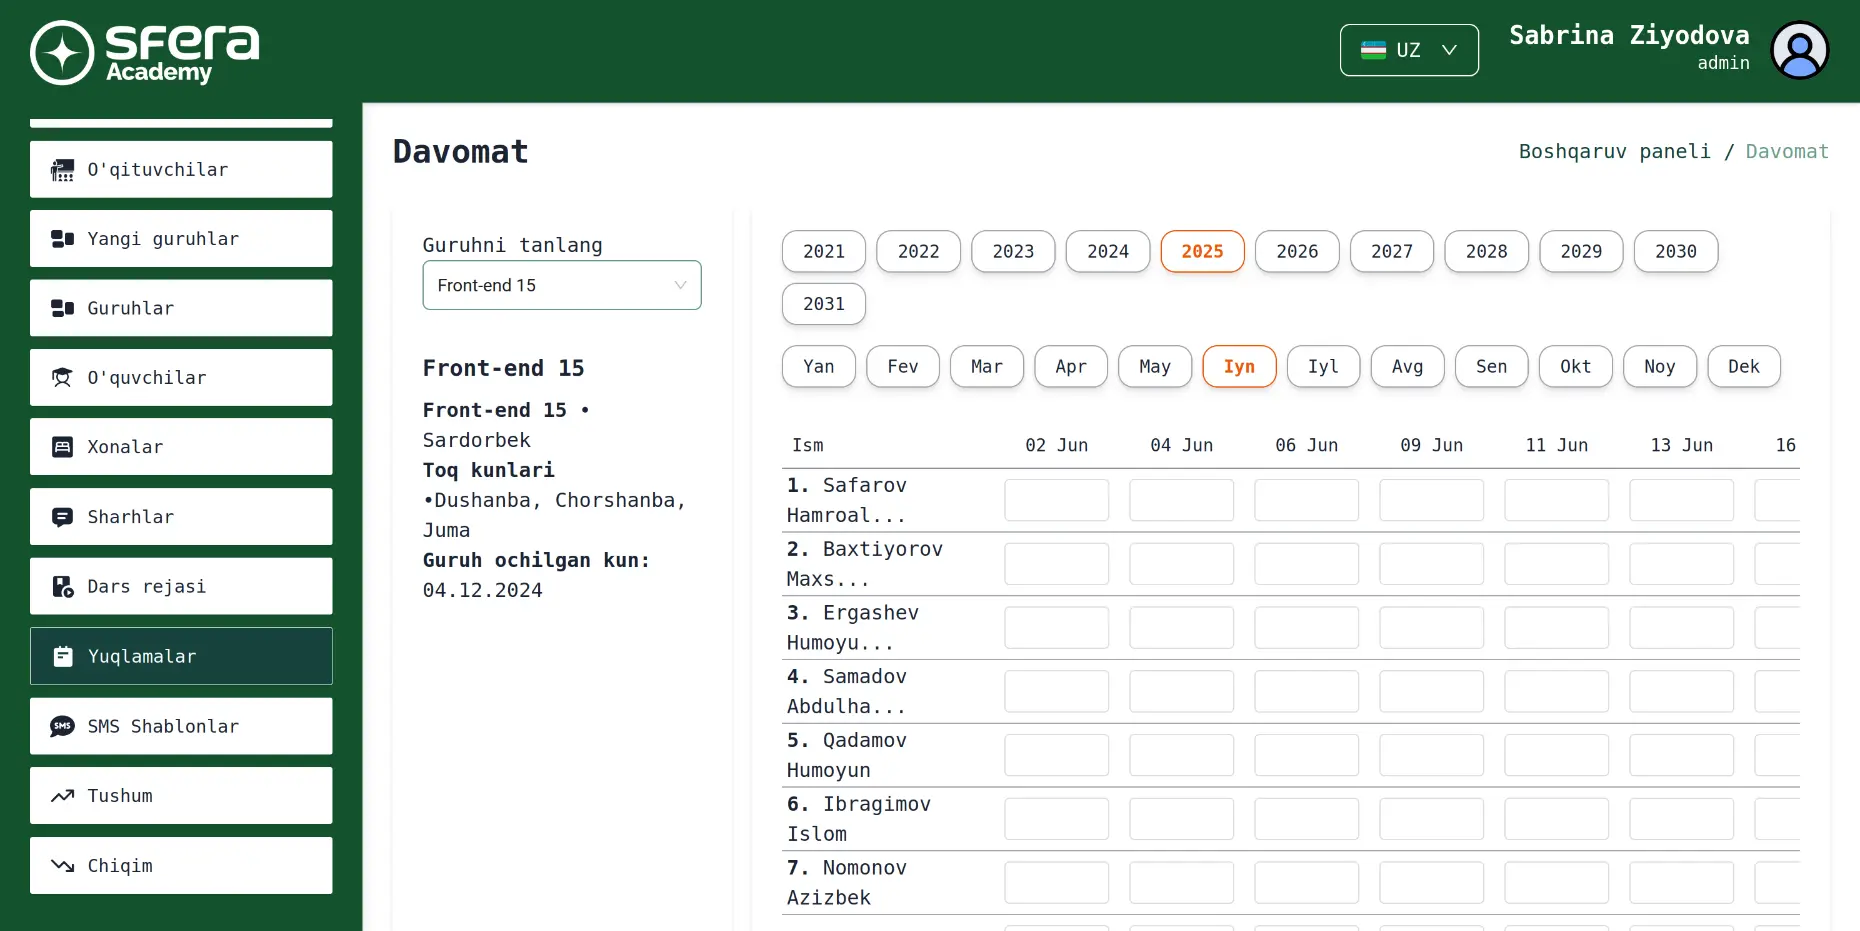 sfera
Academy
UZ
Sabrina Ziyodova
admin
O'qituvchilar
Yangi guruhlar
Guruhlar
O'quvchilar
Xonalar
Sharhlar
Dars rejasi
Yuqlamalar
SMS
SMS Shablonlar
Tushum
Chiqim
Davomat
Boshqaruv paneli / Davomat
Guruhni tanlang
Front-end 15
Front-end 15
Front-end 15 •
Sardorbek
Toq kunlari
•Dushanba, Chorshanba,
Juma
Guruh ochilgan kun:
04.12.2024
2021 2022 2023 2024 2025 2026 2027 2028 2029 2030
2031
Yan Fev Mar Apr May Iyn Iyl Avg Sen Okt Noy Dek
Ism 02 Jun 04 Jun 06 Jun 09 Jun 11 Jun 13 Jun 16
1. Safarov
Hamroal...
2. Baxtiyorov
Maxs...
3. Ergashev
Humoyu...
4. Samadov
Abdulha...
5. Qadamov
Humoyun
6. Ibragimov
Islom
7. Nomonov
Azizbek